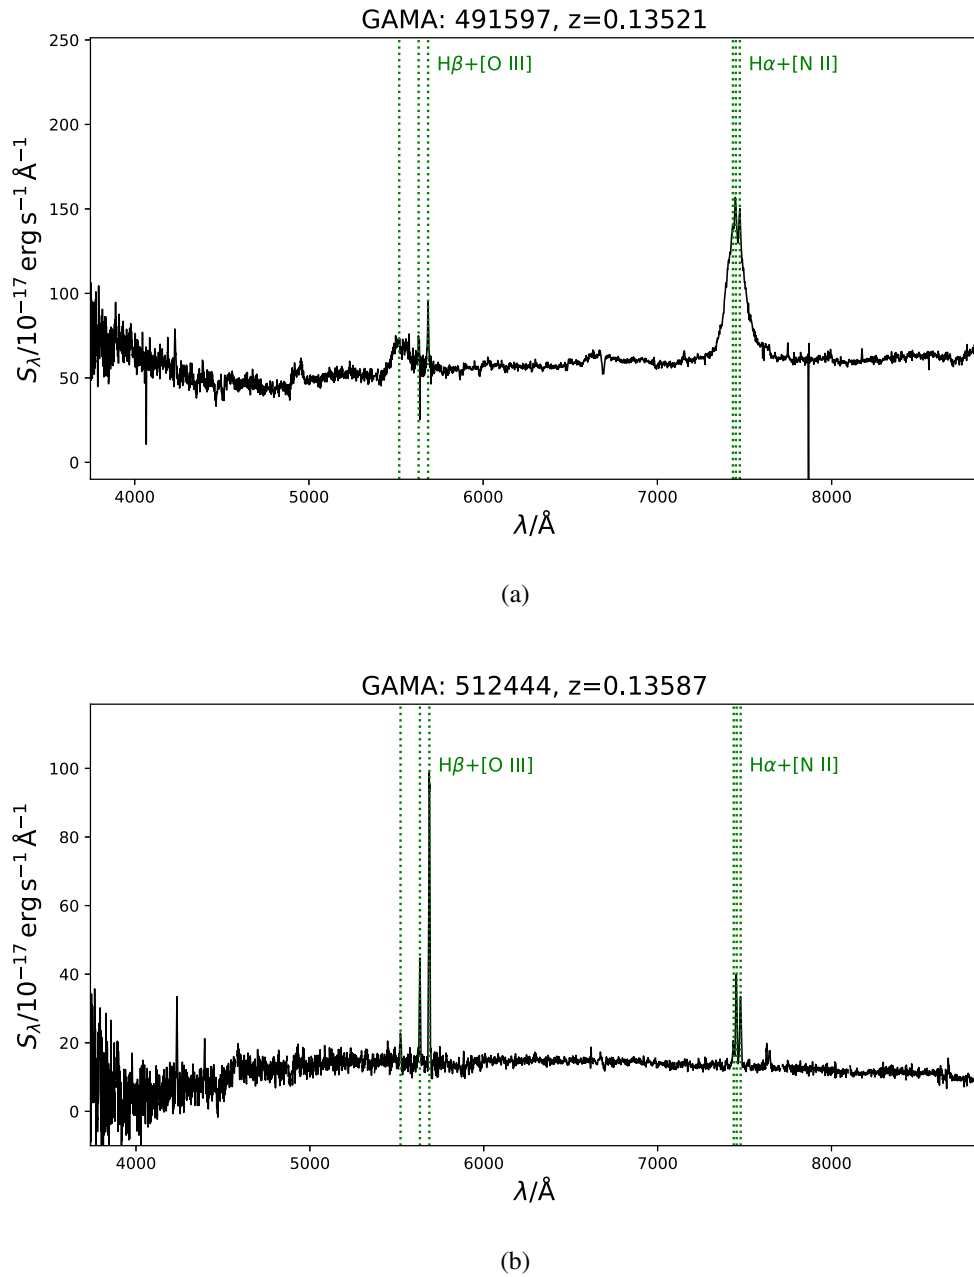 GAMA: 491597, z=0.13521
250
200
150
100
50
0
Hβ+[O III]
Hα+[N II]
Sλ/10⁻¹⁷ erg s⁻¹ Å⁻¹
4000 5000 6000 7000 8000
λ/Å
(a)
GAMA: 512444, z=0.13587
100
80
60
40
20
0
Hβ+[O III]
Hα+[N II]
Sλ/10⁻¹⁷ erg s⁻¹ Å⁻¹
4000 5000 6000 7000 8000
λ/Å
(b)